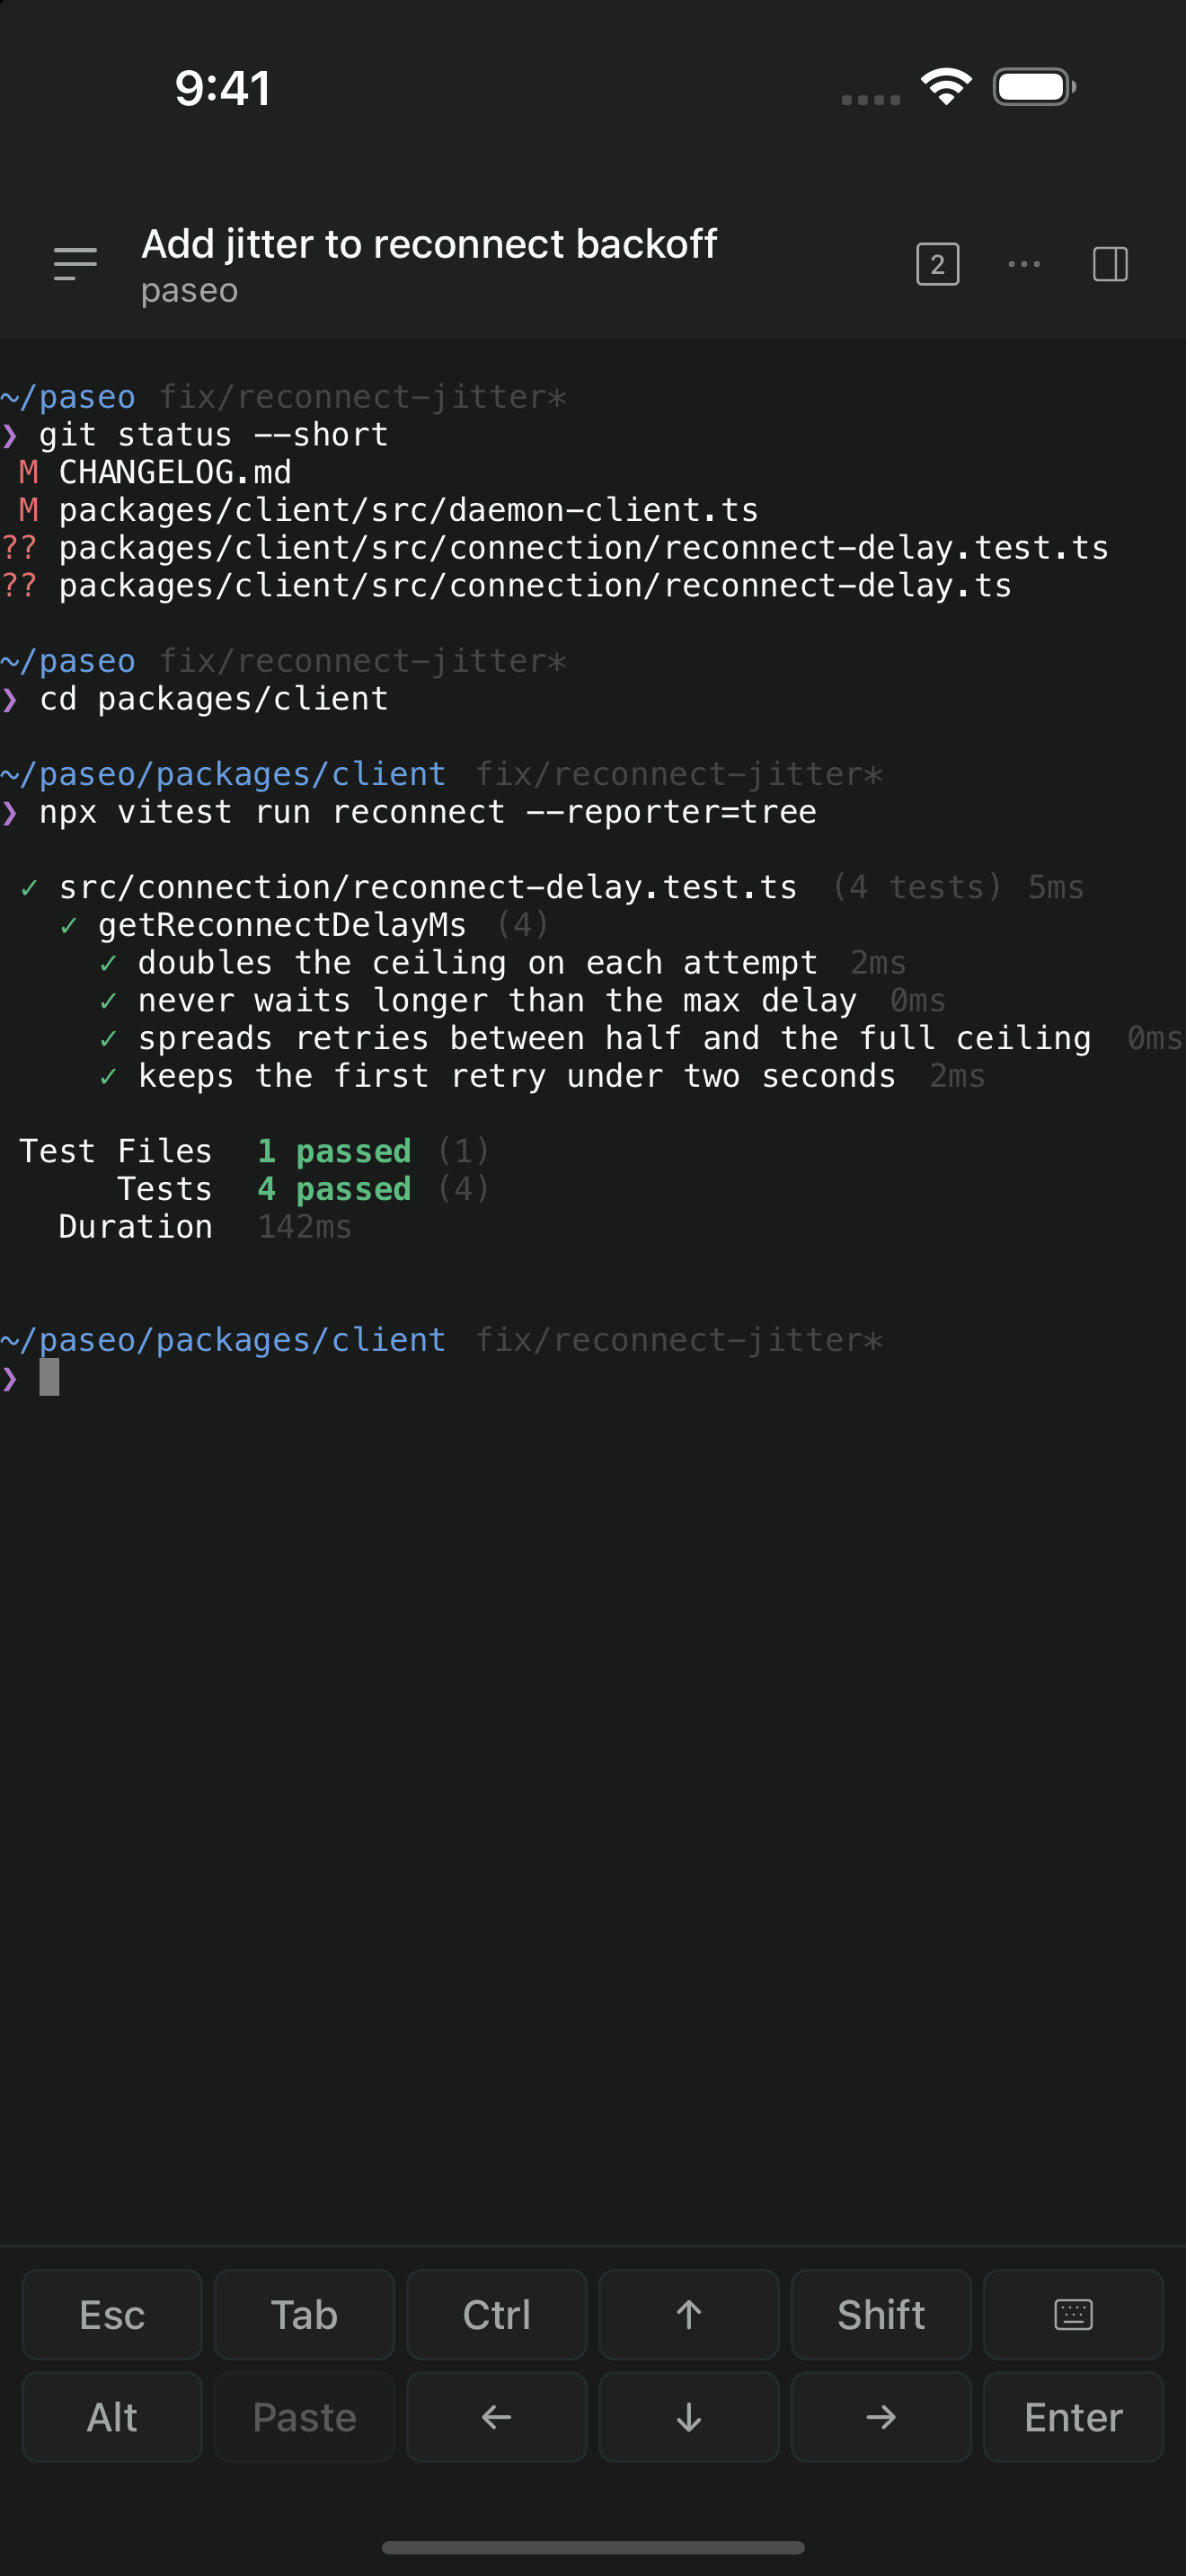 9:41
Add jitter to reconnect backoff
2
paseo
~/paseo fix/reconnect-jitter*
❯ git status --short
M CHANGELOG.md
M packages/client/src/daemon-client.ts
?? packages/client/src/connection/reconnect-delay.test.ts
?? packages/client/src/connection/reconnect-delay.ts
~/paseo fix/reconnect-jitter*
❯ cd packages/client
~/paseo/packages/client fix/reconnect-jitter*
❯ npx vitest run reconnect --reporter=tree
✓ src/connection/reconnect-delay.test.ts (4 tests) 5ms
✓ getReconnectDelayMs (4)
✓ doubles the ceiling on each attempt 2ms
✓ never waits longer than the max delay 0ms
✓ spreads retries between half and the full ceiling 0ms
✓ keeps the first retry under two seconds 2ms
Test Files 1 passed (1)
Tests 4 passed (4)
Duration 142ms
~/paseo/packages/client fix/reconnect-jitter*
❯
Esc Tab Ctrl ↑ Shift
Alt Paste ← ↓ → Enter